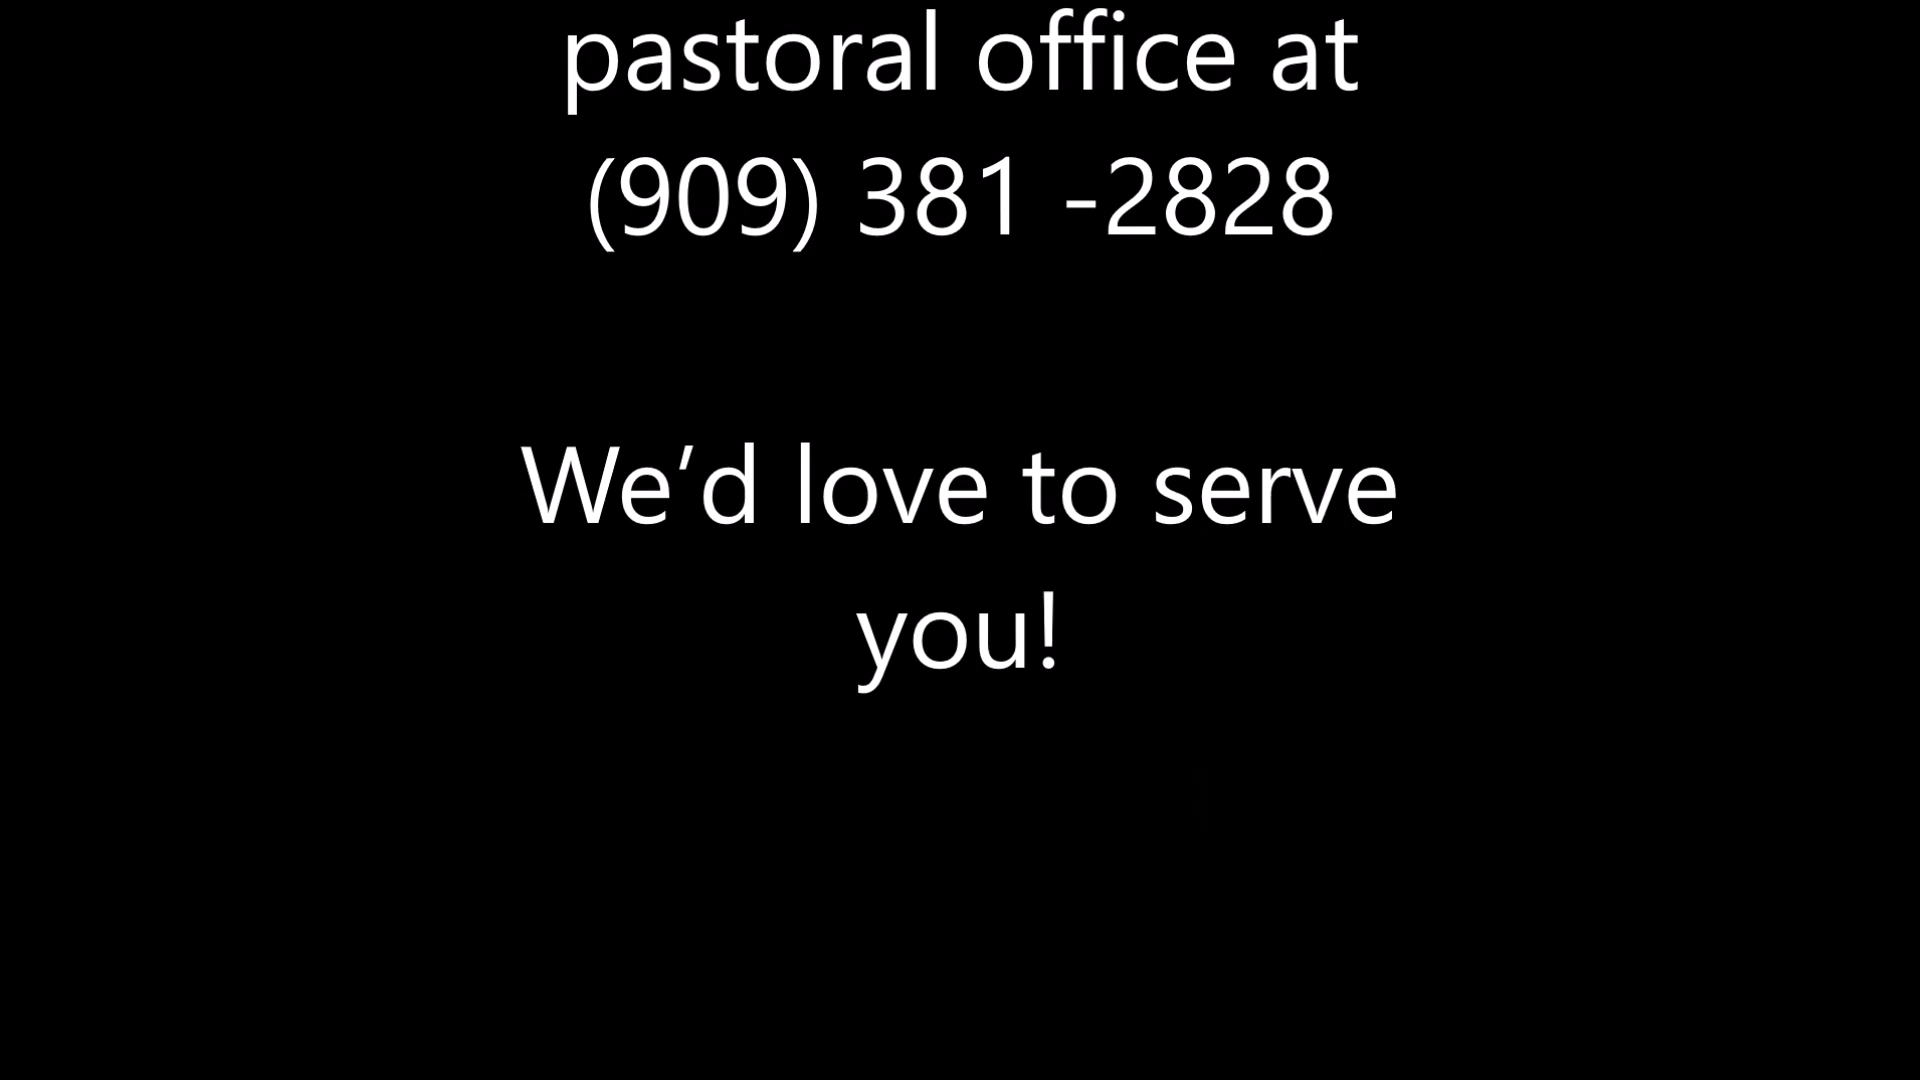 pastoral office at
(909) 381 -2828
We’d love to serve
you!